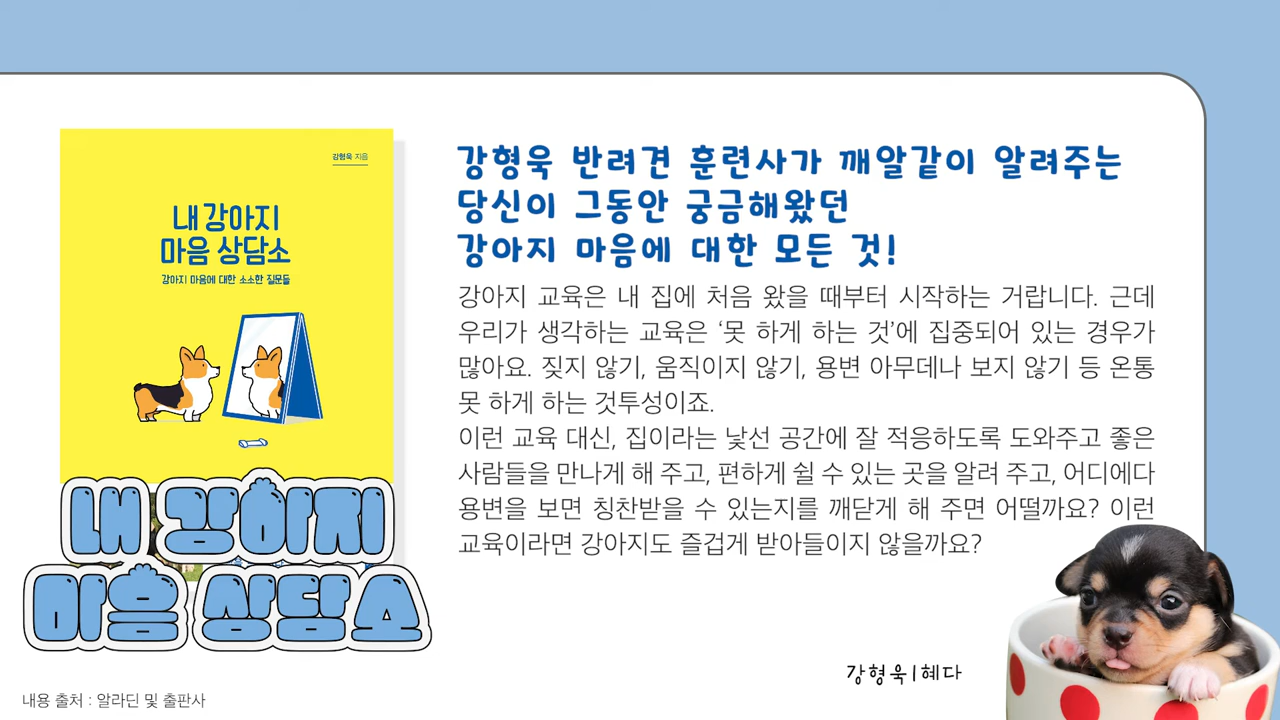 강형욱 지음
내 강아지
마음 상담소
강아지 마음에 대한 소소한 질문들
내 강아지
마음 상담소
강형욱 반려견 훈련사가 깨알같이 알려주는
당신이 그동안 궁금해왔던
강아지 마음에 대한 모든 것!
강아지 교육은 내 집에 처음 왔을 때부터 시작하는 거랍니다. 근데
우리가 생각하는 교육은 ‘못 하게 하는 것’에 집중되어 있는 경우가
많아요. 짖지 않기, 움직이지 않기, 용변 아무데나 보지 않기 등 온통
못 하게 하는 것투성이죠.
이런 교육 대신, 집이라는 낯선 공간에 잘 적응하도록 도와주고 좋은
사람들을 만나게 해 주고, 편하게 쉴 수 있는 곳을 알려 주고, 어디에다
용변을 보면 칭찬받을 수 있는지를 깨닫게 해 주면 어떨까요? 이런
교육이라면 강아지도 즐겁게 받아들이지 않을까요?
강형욱|혜다
내용 출처 : 알라딘 및 출판사